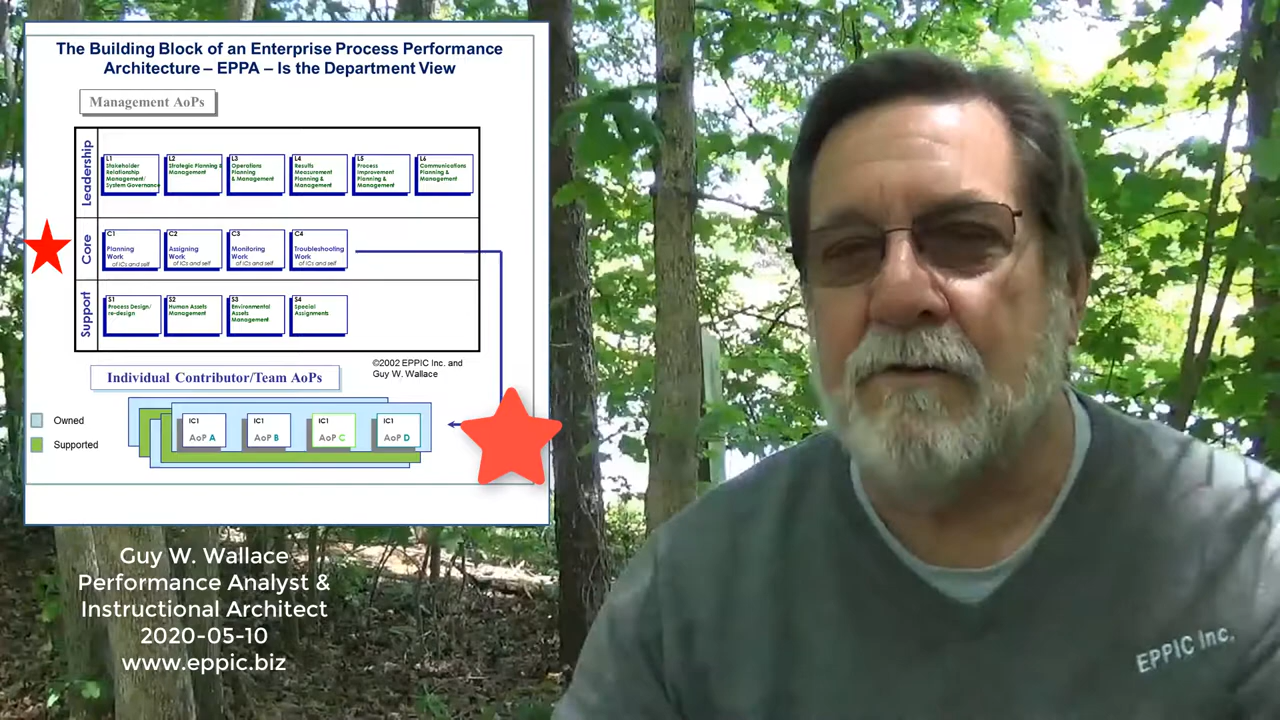 The Building Block of an Enterprise Process Performance
Architecture – EPPA – Is the Department View
Management AoPs
Leadership
L1
Stakeholder
Relationship
Management/
System Governance
L2
Strategic Planning &
Management
L3
Operations
Planning
& Management
L4
Results
Measurement
Planning &
Management
L5
Process
Improvement
Planning &
Management
L6
Communications
Planning &
Management
Core
C1
Planning
Work
of ICs and self
C2
Assigning
Work
of ICs and self
C3
Monitoring
Work
of ICs and self
C4
Troubleshooting
Work
of ICs and self
Support
S1
Process Design/
re-design
S2
Human Assets
Management
S3
Environmental
Assets
Management
S4
Special
Assignments
©2002 EPPIC Inc. and
Guy W. Wallace
Individual Contributor/Team AoPs
Owned
Supported
IC1
AoP A
IC1
AoP B
IC1
AoP C
IC1
AoP D
Guy W. Wallace
Performance Analyst &
Instructional Architect
2020-05-10
www.eppic.biz
EPPIC Inc.